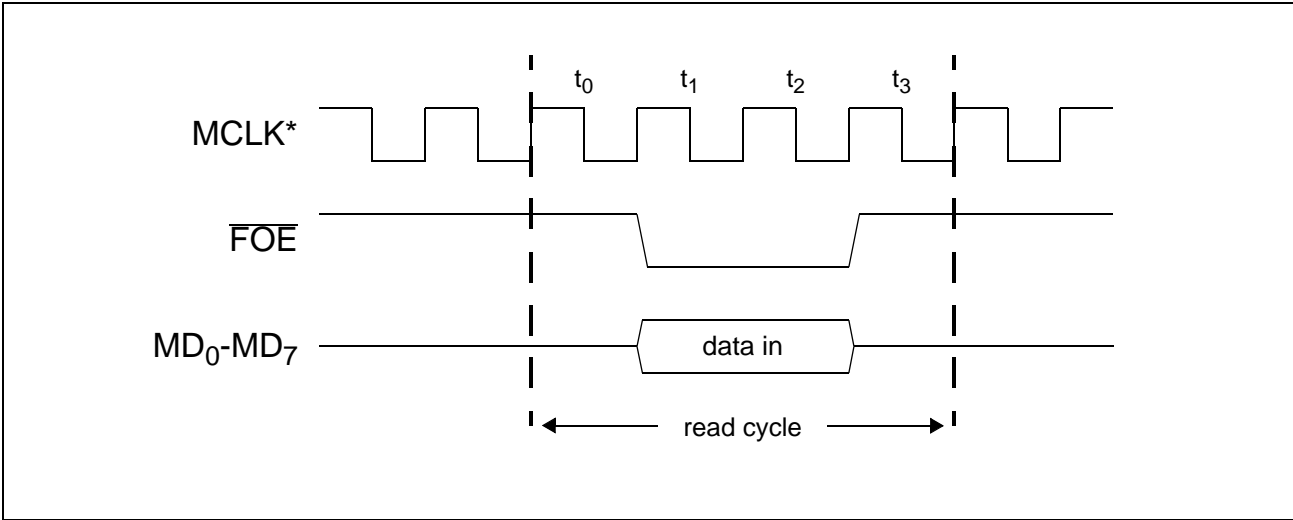 t0 t1 t2 t3
MCLK*
FOE
MD0-MD7
data in
read cycle